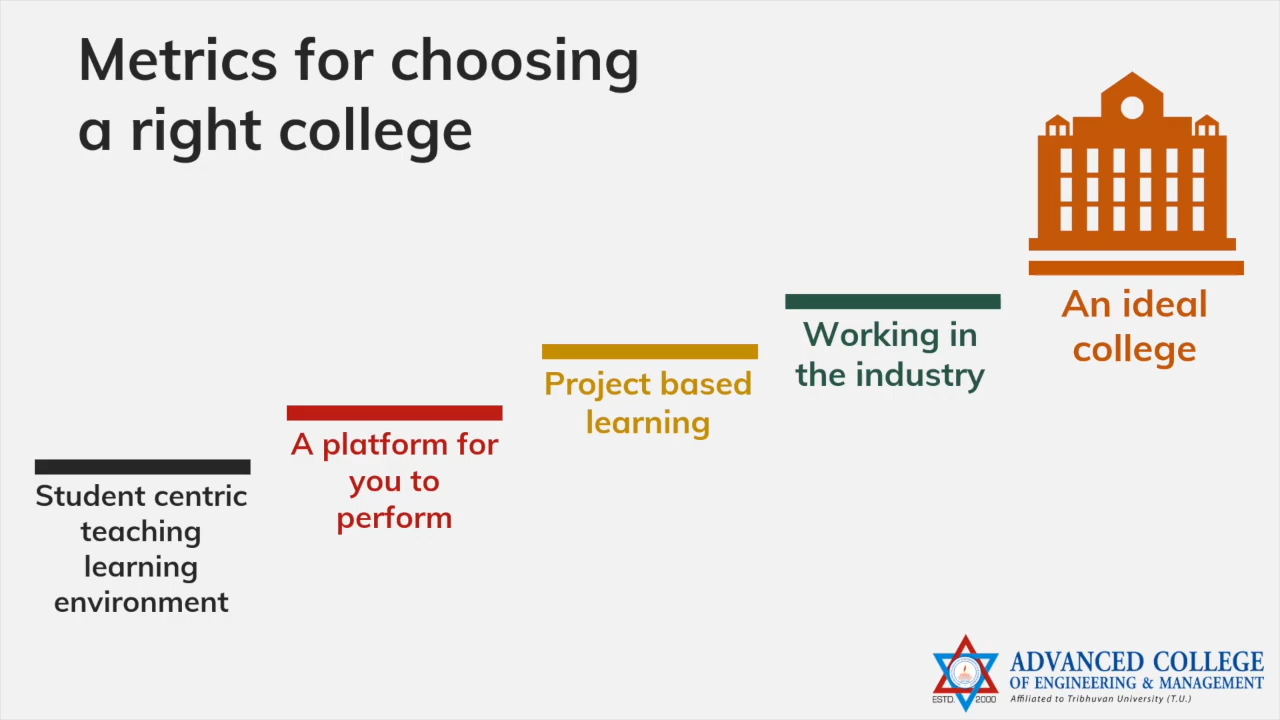 Metrics for choosing
a right college
Student centric
teaching
learning
environment
A platform for
you to
perform
Project based
learning
Working in
the industry
An ideal
college
ESTD. 2000
ADVANCED COLLEGE
OF ENGINEERING & MANAGEMENT
Affiliated to Tribhuvan University (T.U.)